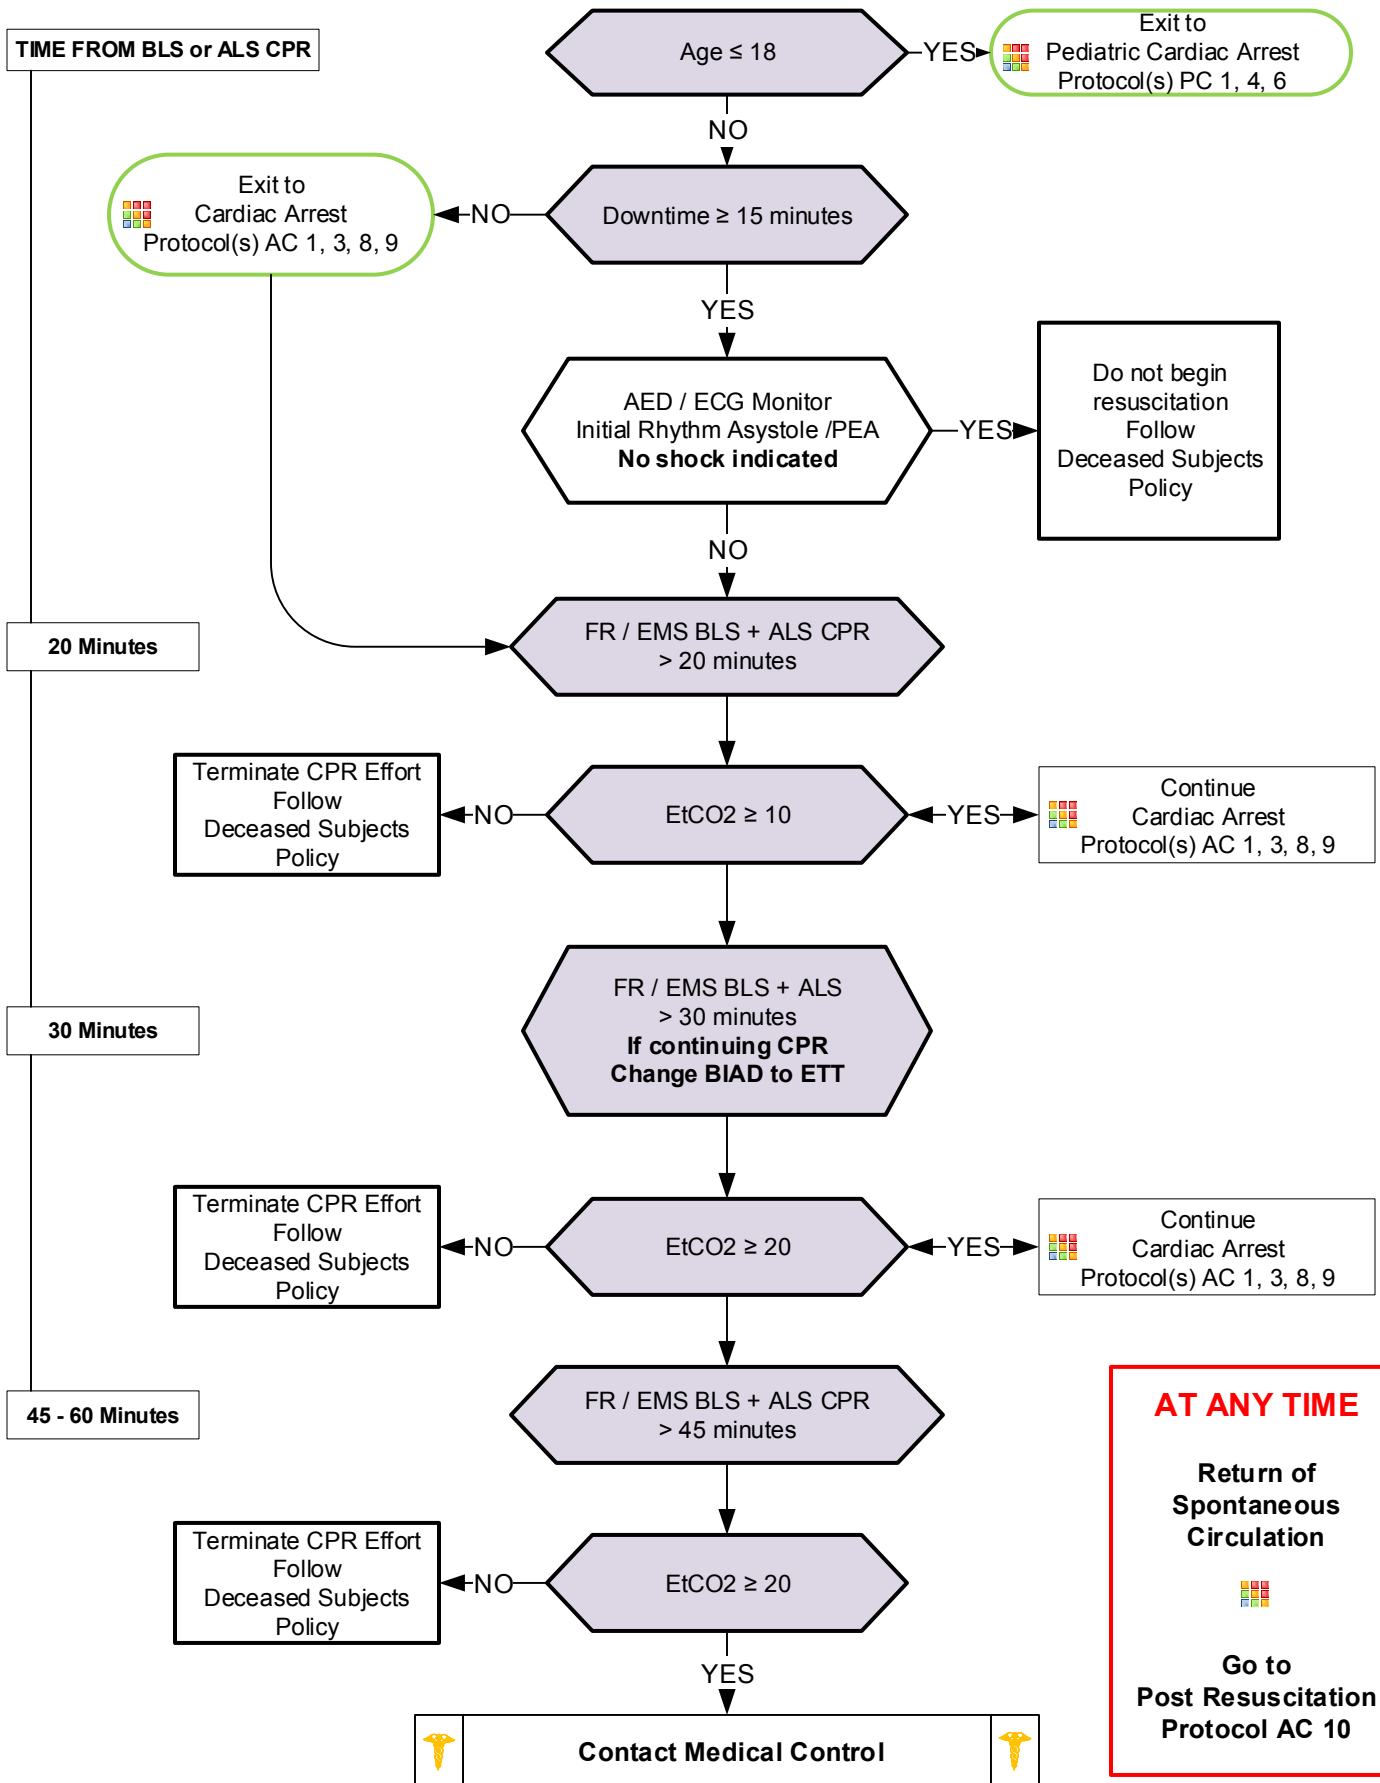 TIME FROM BLS or ALS CPR
Age ≤ 18
YES
Exit to
Pediatric Cardiac Arrest
Protocol(s) PC 1, 4, 6
NO
Exit to
Cardiac Arrest
Protocol(s) AC 1, 3, 8, 9
NO
Downtime ≥ 15 minutes
YES
AED / ECG Monitor
Initial Rhythm Asystole /PEA
No shock indicated
YES
Do not begin
resuscitation
Follow
Deceased Subjects
Policy
NO
20 Minutes
FR / EMS BLS + ALS CPR
> 20 minutes
Terminate CPR Effort
Follow
Deceased Subjects
Policy
NO
EtCO2 ≥ 10
YES
Continue
Cardiac Arrest
Protocol(s) AC 1, 3, 8, 9
30 Minutes
FR / EMS BLS + ALS
> 30 minutes
If continuing CPR
Change BIAD to ETT
Terminate CPR Effort
Follow
Deceased Subjects
Policy
NO
EtCO2 ≥ 20
YES
Continue
Cardiac Arrest
Protocol(s) AC 1, 3, 8, 9
45 - 60 Minutes
FR / EMS BLS + ALS CPR
> 45 minutes
Terminate CPR Effort
Follow
Deceased Subjects
Policy
NO
EtCO2 ≥ 20
YES
Contact Medical Control
AT ANY TIME
Return of
Spontaneous
Circulation
Go to
Post Resuscitation
Protocol AC 10